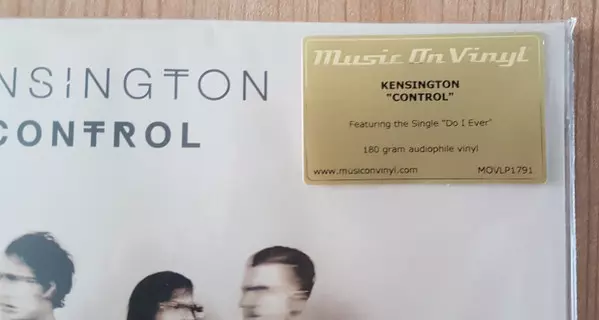 NSINGTON
CONTROL
Music On Vinyl
KENSINGTON
"CONTROL"
Featuring the Single "Do I Ever"
180 gram audiophile vinyl
www.musiconvinyl.com MOVLP1791